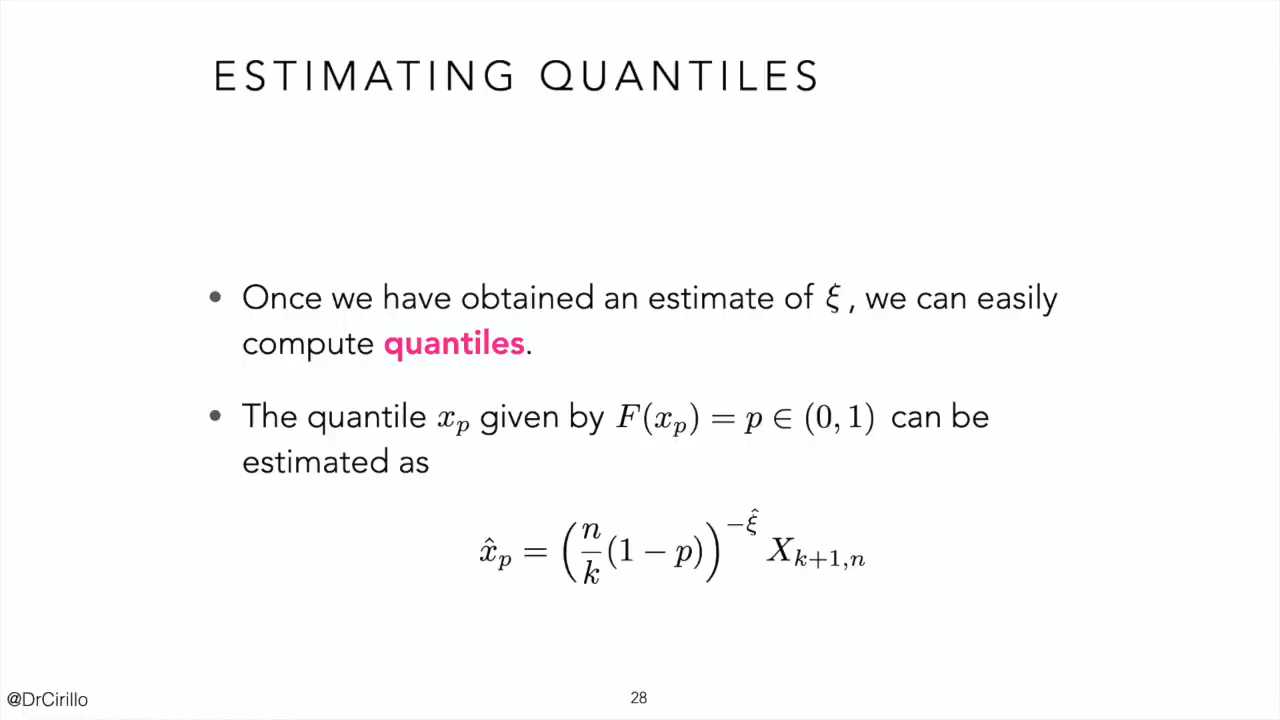 ESTIMATING QUANTILES
• Once we have obtained an estimate of ξ, we can easily
compute quantiles.
• The quantile x_p given by F(x_p) = p ∈ (0, 1) can be
estimated as
x̂_p = (n/k (1 − p))^{−ξ̂} X_{k+1,n}
@DrCirillo
28